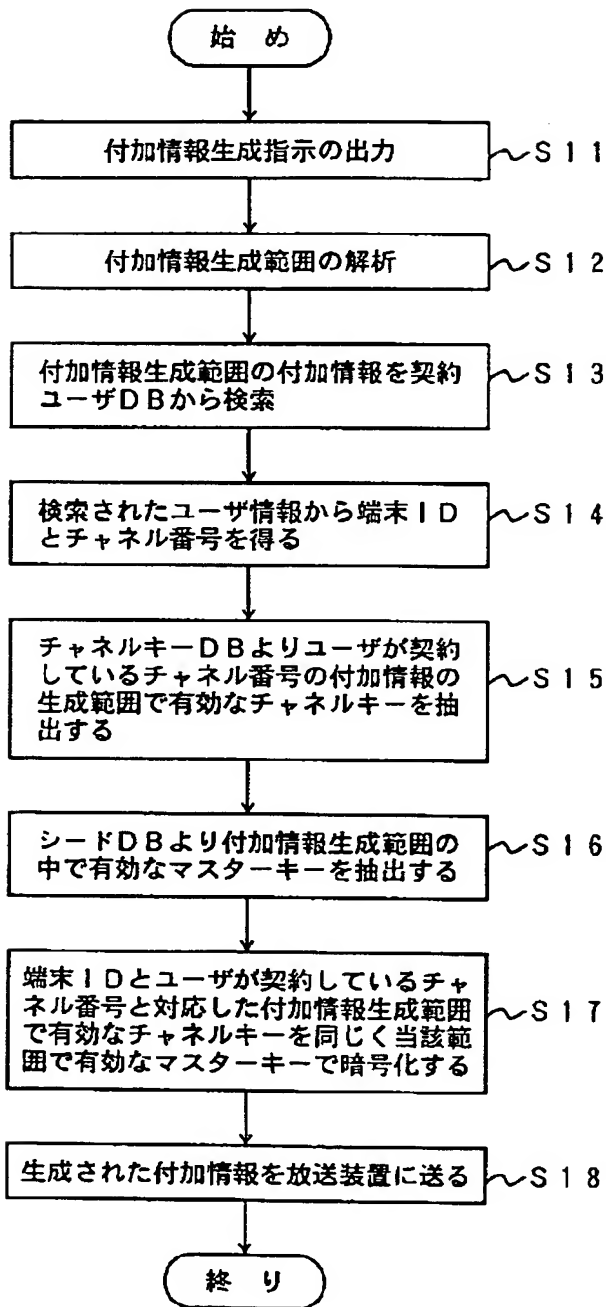 始 め
付加情報生成指示の出力
S11
付加情報生成範囲の解析
S12
付加情報生成範囲の付加情報を契約
ユーザDBから検索
S13
検索されたユーザ情報から端末ID
とチャネル番号を得る
S14
チャネルキーDBよりユーザが契約
しているチャネル番号の付加情報の
生成範囲で有効なチャネルキーを抽
出する
S15
シードDBより付加情報生成範囲の
中で有効なマスターキーを抽出する
S16
端末IDとユーザが契約しているチャ
ネル番号と対応した付加情報生成範囲
で有効なチャネルキーを同じく当該範
囲で有効なマスターキーで暗号化する
S17
生成された付加情報を放送装置に送る
S18
終 り